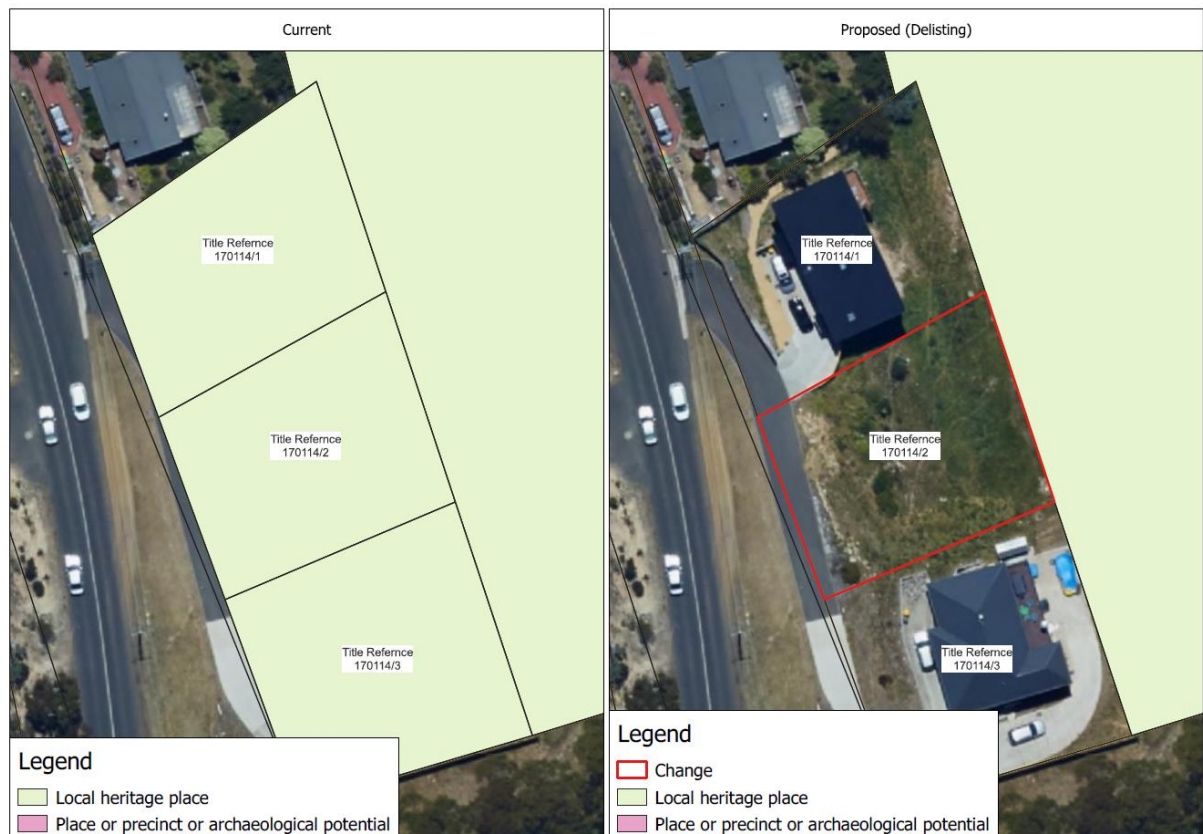 Current
Title Refernce
170114/1
Title Refernce
170114/2
Title Refernce
170114/3
Legend
Local heritage place
Place or precinct or archaeological potential
Proposed (Delisting)
Title Refernce
170114/1
Title Refernce
170114/2
Title Refernce
170114/3
Legend
Change
Local heritage place
Place or precinct or archaeological potential